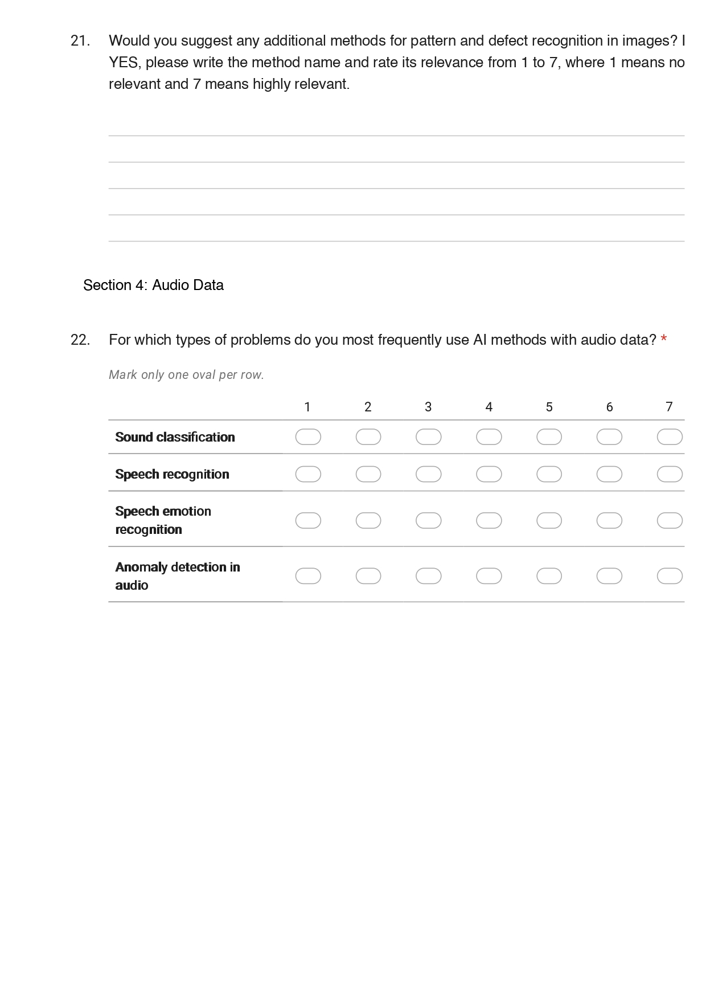 21. Would you suggest any additional methods for pattern and defect recognition in images? I
YES, please write the method name and rate its relevance from 1 to 7, where 1 means no
relevant and 7 means highly relevant.
Section 4: Audio Data
22. For which types of problems do you most frequently use AI methods with audio data? *
Mark only one oval per row.
1 2 3 4 5 6 7
Sound classification
Speech recognition
Speech emotion
recognition
Anomaly detection in
audio